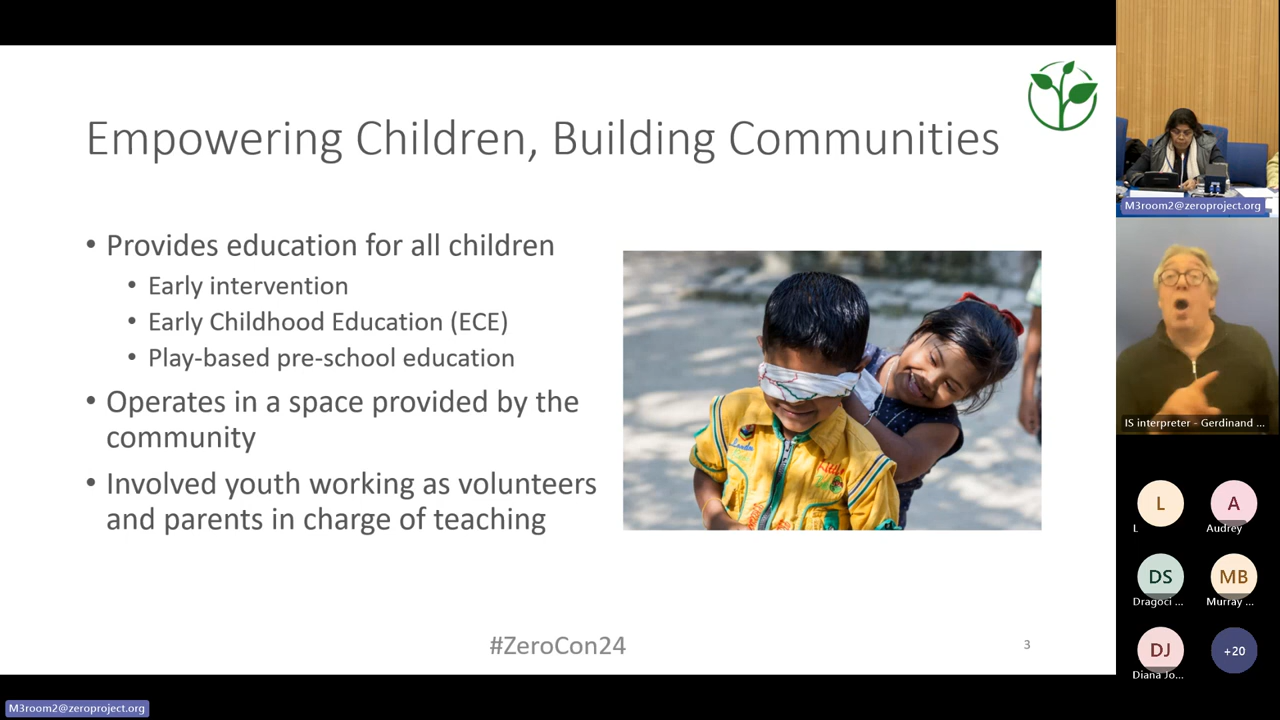 Empowering Children, Building Communities
• Provides education for all children
• Early intervention
• Early Childhood Education (ECE)
• Play-based pre-school education
• Operates in a space provided by the
community
• Involved youth working as volunteers
and parents in charge of teaching
#ZeroCon24
3
M3room2@zeroproject.org
IS interpreter - Gerdinand ...
L
A
L
Audrey
DS
MB
Dragoci ...
Murray ...
DJ
+20
Diana Jo...
M3room2@zeroproject.org